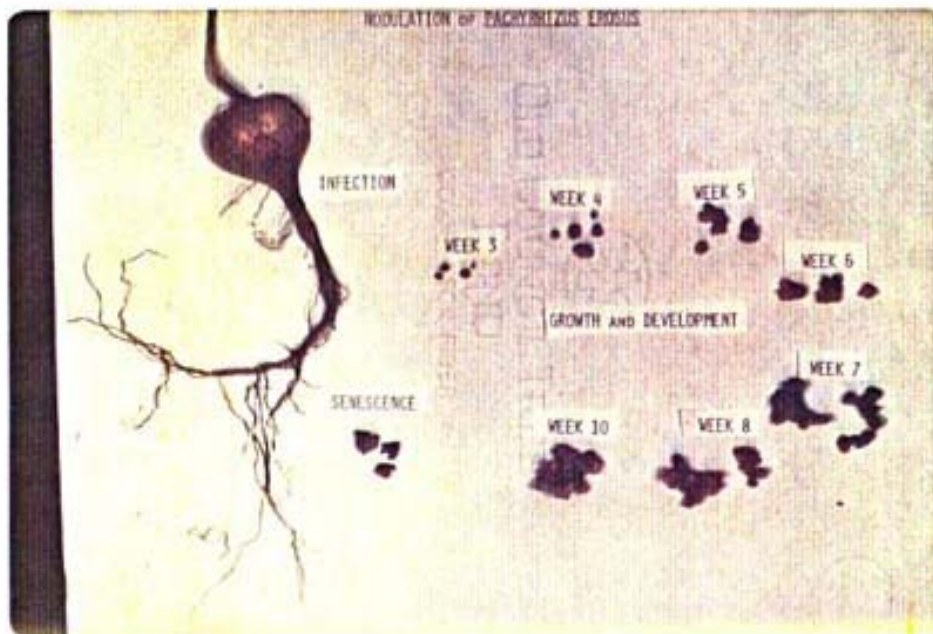 NODULATION OF PACHYRHIZUS EROSUS
INFECTION
WEEK 3
WEEK 4
WEEK 5
WEEK 6
GROWTH AND DEVELOPMENT
WEEK 7
WEEK 8
WEEK 10
SENESCENCE